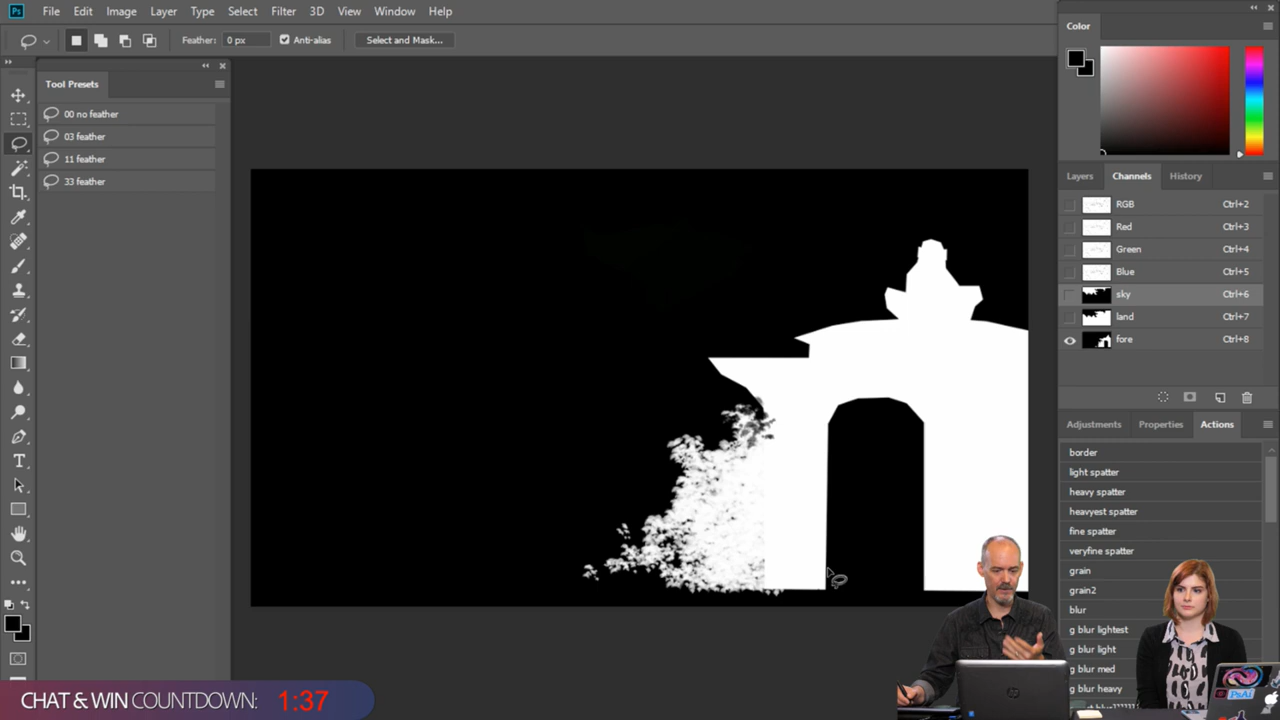 Ps File Edit Image Layer Type Select Filter 3D View Window Help
Feather: 0 px Anti-alias Select and Mask...
Tool Presets
00 no feather
03 feather
11 feather
33 feather
Color
Layers Channels History
RGB Ctrl+2
Red Ctrl+3
Green Ctrl+4
Blue Ctrl+5
sky Ctrl+6
land Ctrl+7
fore Ctrl+8
Adjustments Properties Actions
border
light spatter
heavy spatter
heavyest spatter
fine spatter
veryfine spatter
grain
grain2
blur
g blur lightest
g blur light
g blur med
g blur heavy
PsAi
CHAT & WIN COUNTDOWN: 1:37